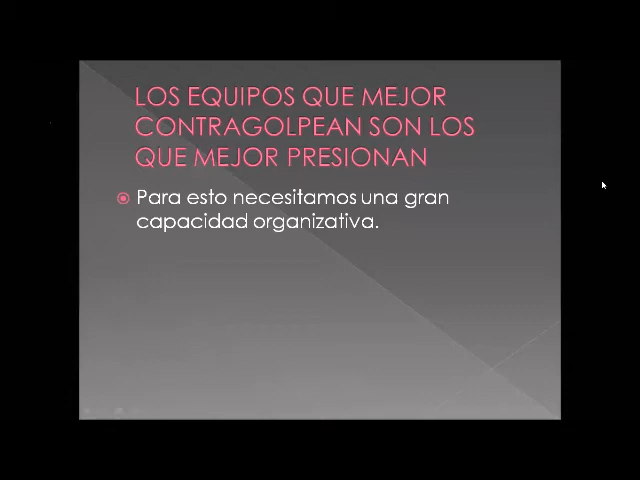 LOS EQUIPOS QUE MEJOR
CONTRAGOLPEAN SON LOS
QUE MEJOR PRESIONAN
Para esto necesitamos una gran
capacidad organizativa.